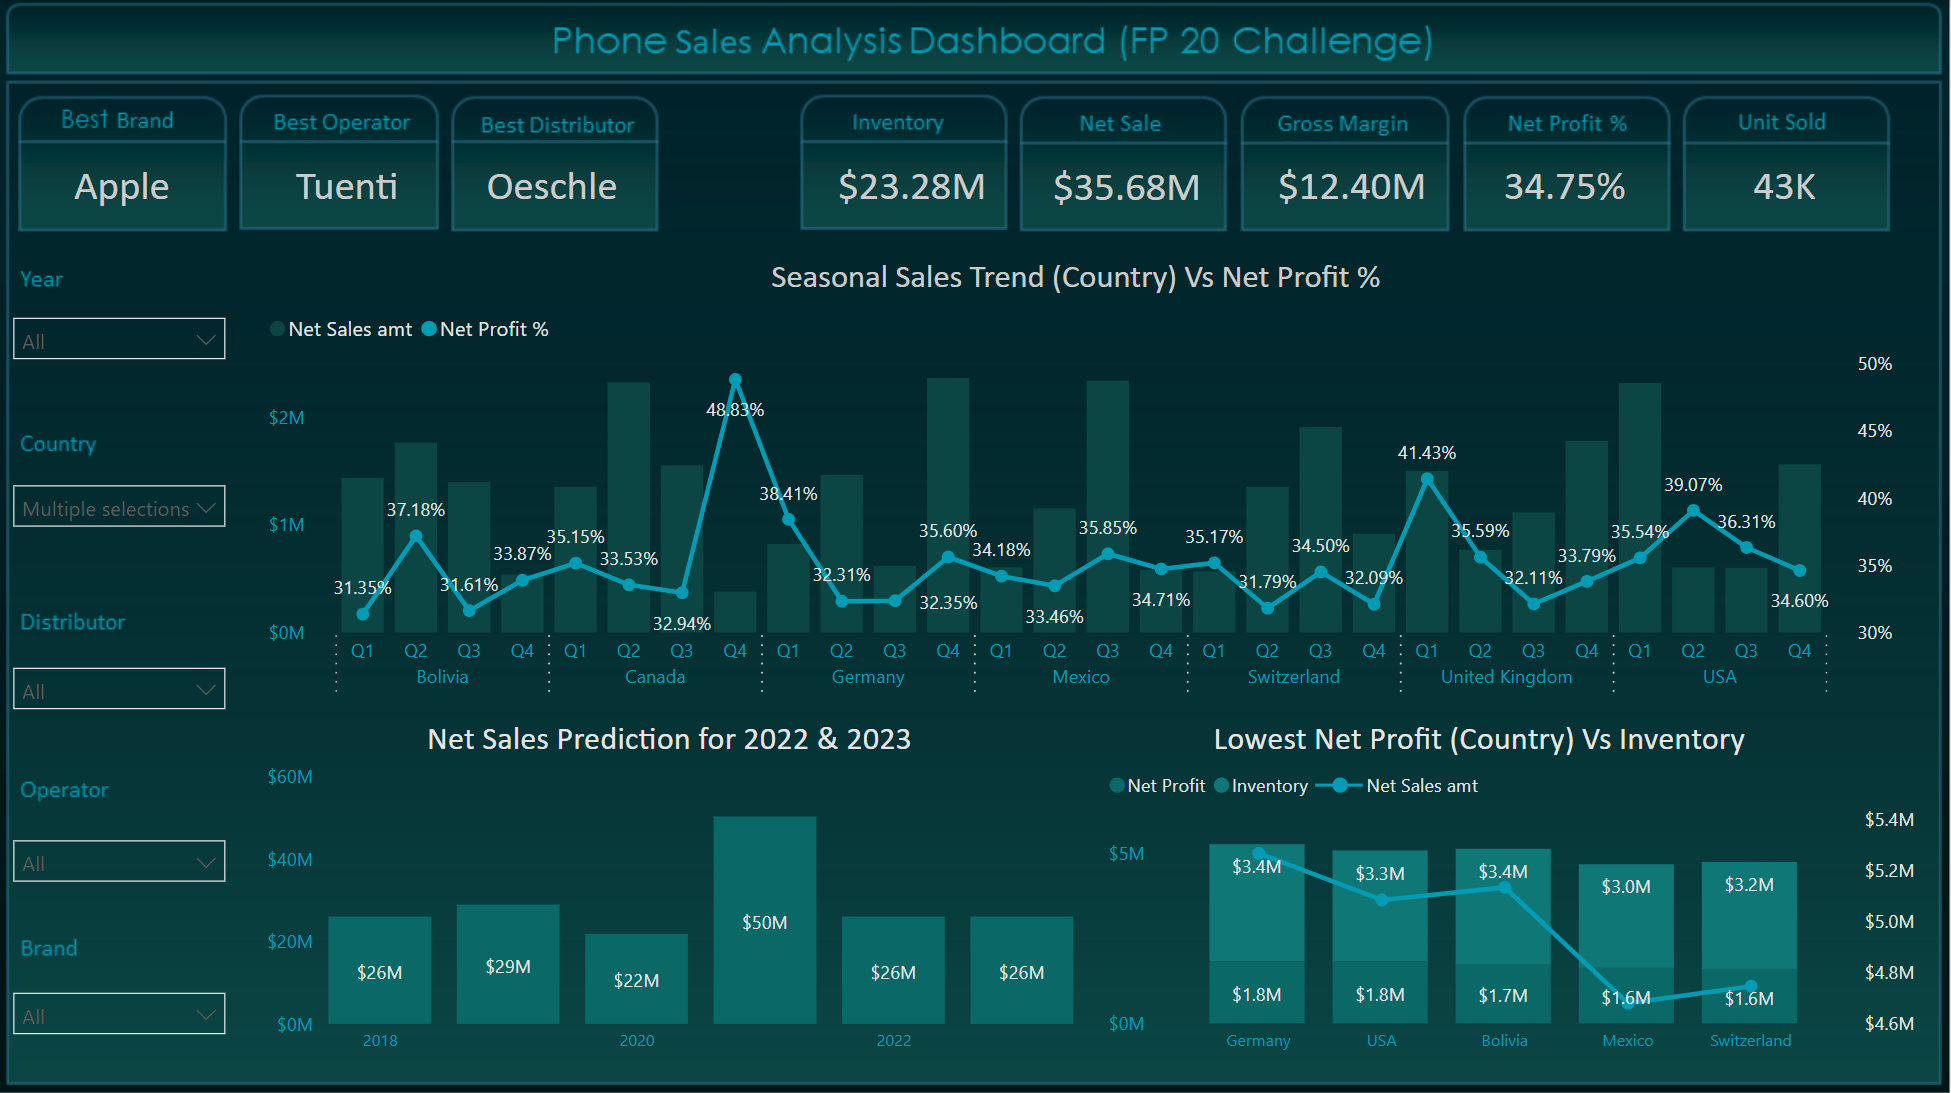 Phone Sales Analysis Dashboard (FP 20 Challenge)
Best Brand
Apple
Best Operator
Tuenti
Best Distributor
Oeschle
Inventory
$23.28M
Net Sale
$35.68M
Gross Margin
$12.40M
Net Profit %
34.75%
Unit Sold
43K
Year
All
Country
Multiple selections
Distributor
All
Operator
All
Brand
All
Seasonal Sales Trend (Country) Vs Net Profit %
Net Sales amt Net Profit %
$2M
$1M
$0M
50%
45%
40%
35%
30%
31.35% 37.18% 31.61% 33.87% 35.15% 33.53% 32.94% 48.83% 38.41% 32.31% 32.35% 35.60% 34.18% 33.46% 35.85% 34.71% 35.17% 31.79% 34.50% 32.09% 41.43% 35.59% 32.11% 33.79% 35.54% 39.07% 36.31% 34.60%
Q1 Q2 Q3 Q4 Q1 Q2 Q3 Q4 Q1 Q2 Q3 Q4 Q1 Q2 Q3 Q4 Q1 Q2 Q3 Q4 Q1 Q2 Q3 Q4 Q1 Q2 Q3 Q4
Bolivia Canada Germany Mexico Switzerland United Kingdom USA
Net Sales Prediction for 2022 & 2023
$60M
$40M
$20M
$0M
$26M $29M $22M $50M $26M $26M
2018 2020 2022
Lowest Net Profit (Country) Vs Inventory
Net Profit Inventory Net Sales amt
$5M
$0M
$5.4M
$5.2M
$5.0M
$4.8M
$4.6M
$3.4M $3.3M $3.4M $3.0M $3.2M
$1.8M $1.8M $1.7M $1.6M $1.6M
Germany USA Bolivia Mexico Switzerland